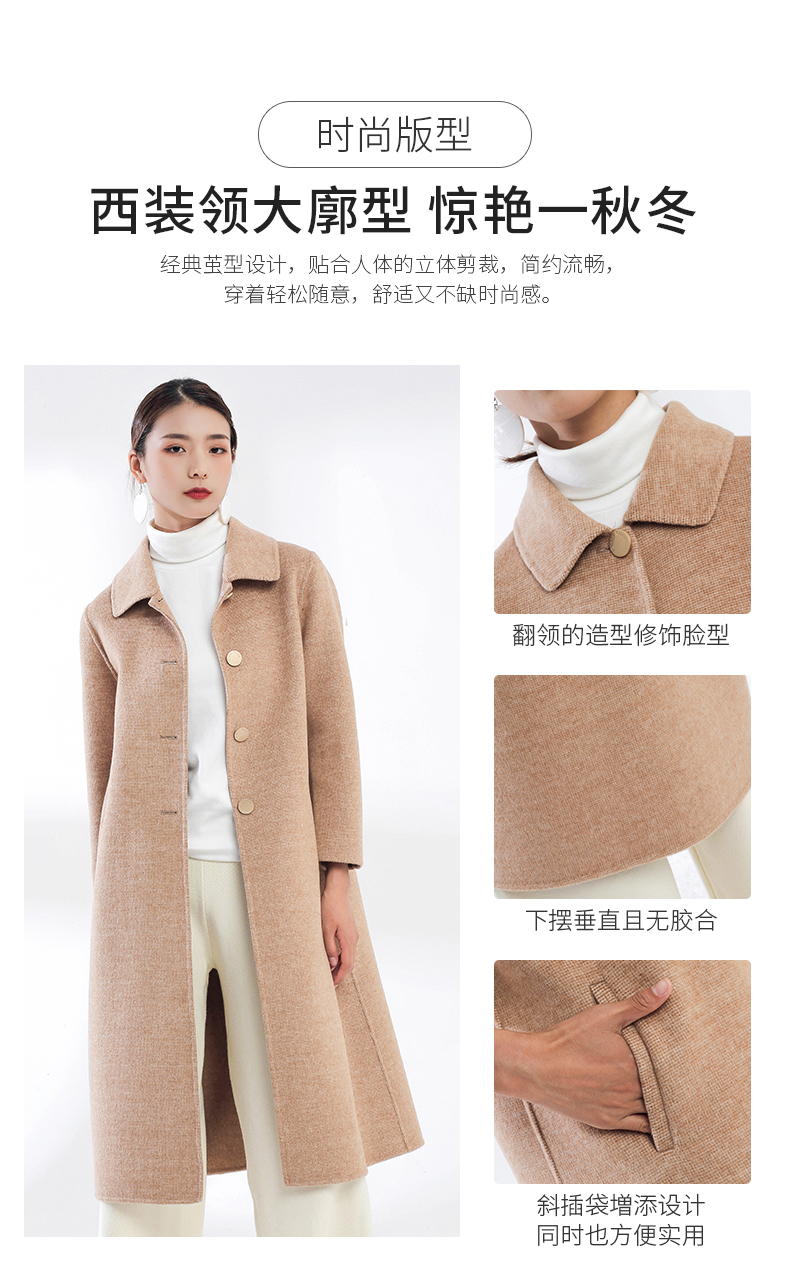 时尚版型
西装领大廓型 惊艳一秋冬
经典茧型设计，贴合人体的立体剪裁，简约流畅，
穿着轻松随意，舒适又不缺时尚感。
翻领的造型修饰脸型
下摆垂直且无胶合
斜插袋增添设计
同时也方便实用